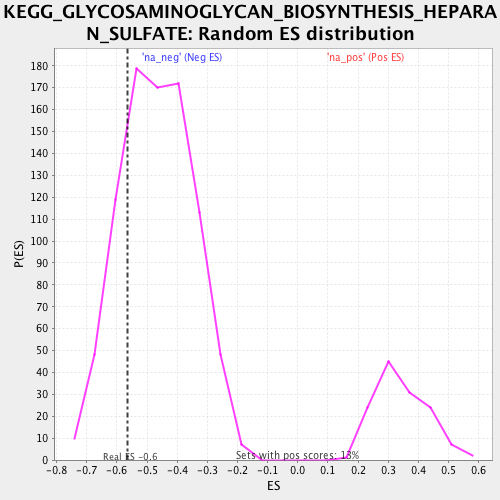 KEGG_GLYCOSAMINOGLYCAN_BIOSYNTHESIS_HEPARA
N_SULFATE: Random ES distribution
'na_neg' (Neg ES) 'na_pos' (Pos ES)
180
170
160
150
140
130
120
110
100
90
80
70
60
50
40
30
20
10
0
P(ES)
Real ES -0.6 Sets with pos scores: 13%
-0.8 -0.7 -0.6 -0.5 -0.4 -0.3 -0.2 -0.1 0.0 0.1 0.2 0.3 0.4 0.5 0.6
ES